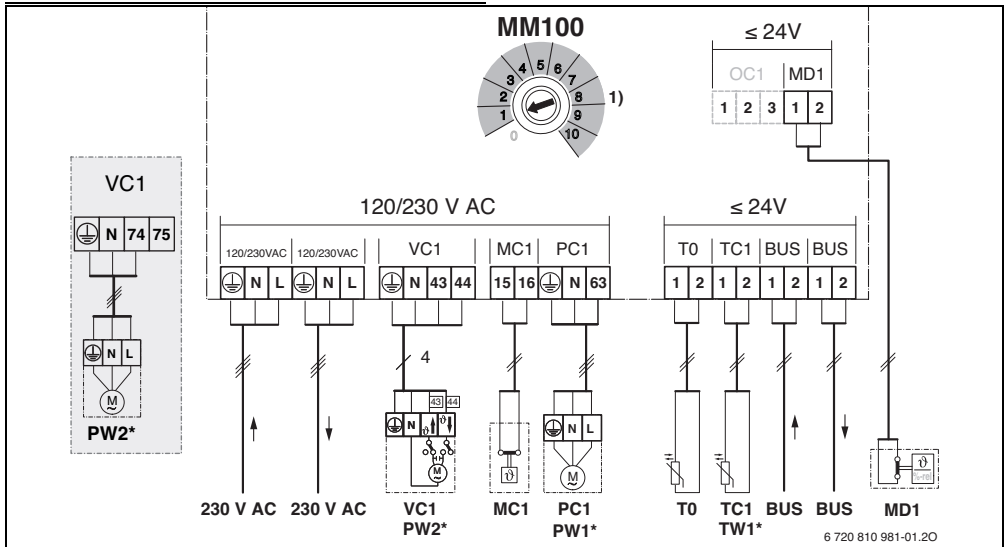 MM100
0 1 2 3 4 5 6 7 8 9 10
1)
≤ 24V
OC1 MD1
1 2 3 1 2
VC1
N 74 75
N L
M
~
PW2*
120/230 V AC
≤ 24V
120/230VAC 120/230VAC VC1 MC1 PC1 T0 TC1 BUS BUS
N L N L N 43 44 15 16 N 63 1 2 1 2 1 2 1 2
4
43 44
N ϑ ϑ
M
~
ϑ
N L
M
~
ϑ
%-rel
230 V AC 230 V AC VC1 MC1 PC1 T0 TC1 BUS BUS MD1
PW2* PW1* TW1*
6 720 810 981-01.2O